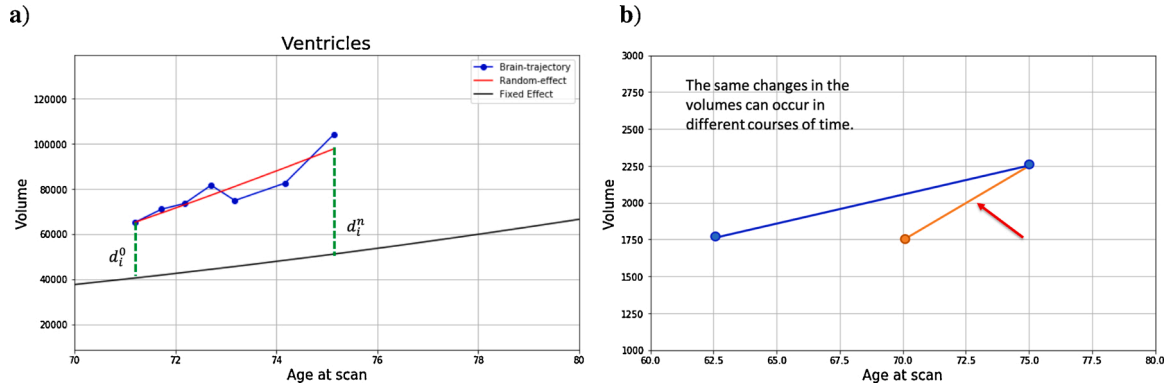 a)
Ventricles
Brain-trajectory
Random-effect
Fixed Effect
120000
100000
80000
60000
40000
20000
Volume
d_i^0
d_i^n
70
72
74
76
78
80
Age at scan
b)
The same changes in the
volumes can occur in
different courses of time.
3000
2750
2500
2250
2000
1750
1500
1250
1000
Volume
60.0
62.5
65.0
67.5
70.0
72.5
75.0
77.5
80.0
Age at scan